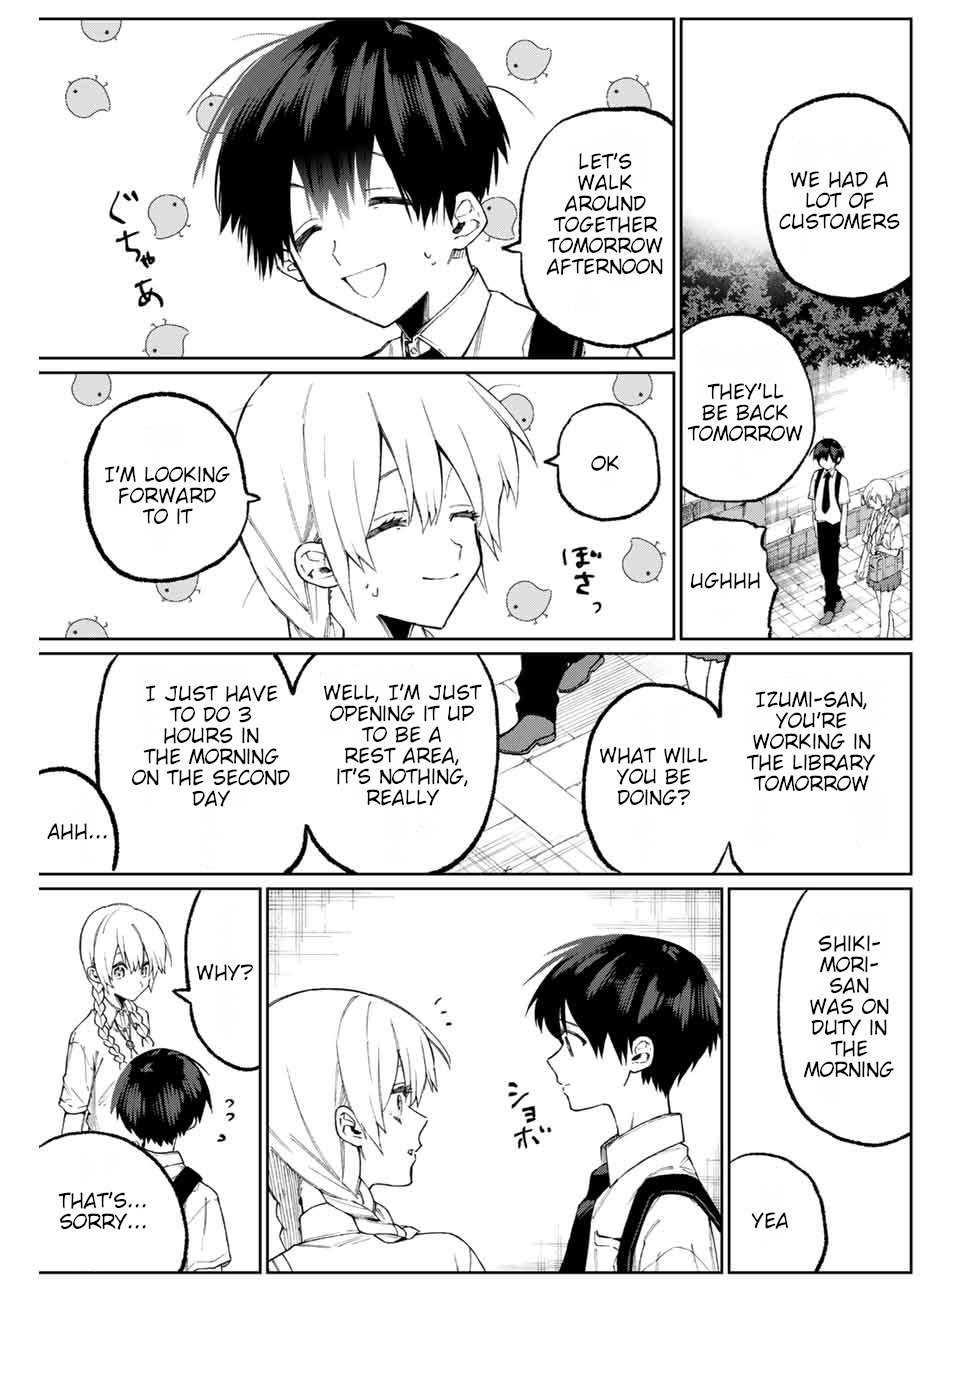 WE HAD A
LOT OF
CUSTOMERS
THEY'LL
BE BACK
TOMORROW
UGHHH
LET'S
WALK
AROUND
TOGETHER
TOMORROW
AFTERNOON
ぐちゃあ
OK
I'M LOOKING
FORWARD
TO IT
ぼさっ
IZUMI-SAN,
YOU'RE
WORKING IN
THE LIBRARY
TOMORROW
WHAT WILL
YOU BE
DOING?
WELL, I'M JUST
OPENING IT UP
TO BE A
REST AREA,
IT'S NOTHING,
REALLY
I JUST HAVE
TO DO 3
HOURS IN
THE MORNING
ON THE SECOND
DAY
AHH...
SHIKI-
MORI-
SAN
WAS ON
DUTY IN
THE
MORNING
YEA
ショボ
WHY?
THAT'S...
SORRY...